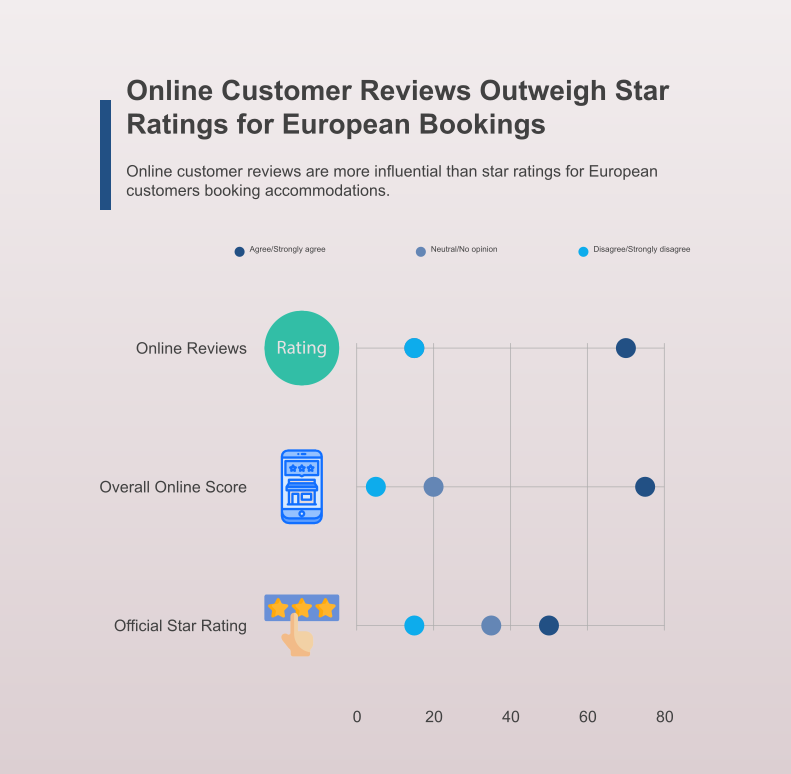 Online Customer Reviews Outweigh Star
Ratings for European Bookings
Online customer reviews are more influential than star ratings for European
customers booking accommodations.
Agree/Strongly agree
Neutral/No opinion
Disagree/Strongly disagree
Online Reviews
Rating
Overall Online Score
Official Star Rating
0 20 40 60 80